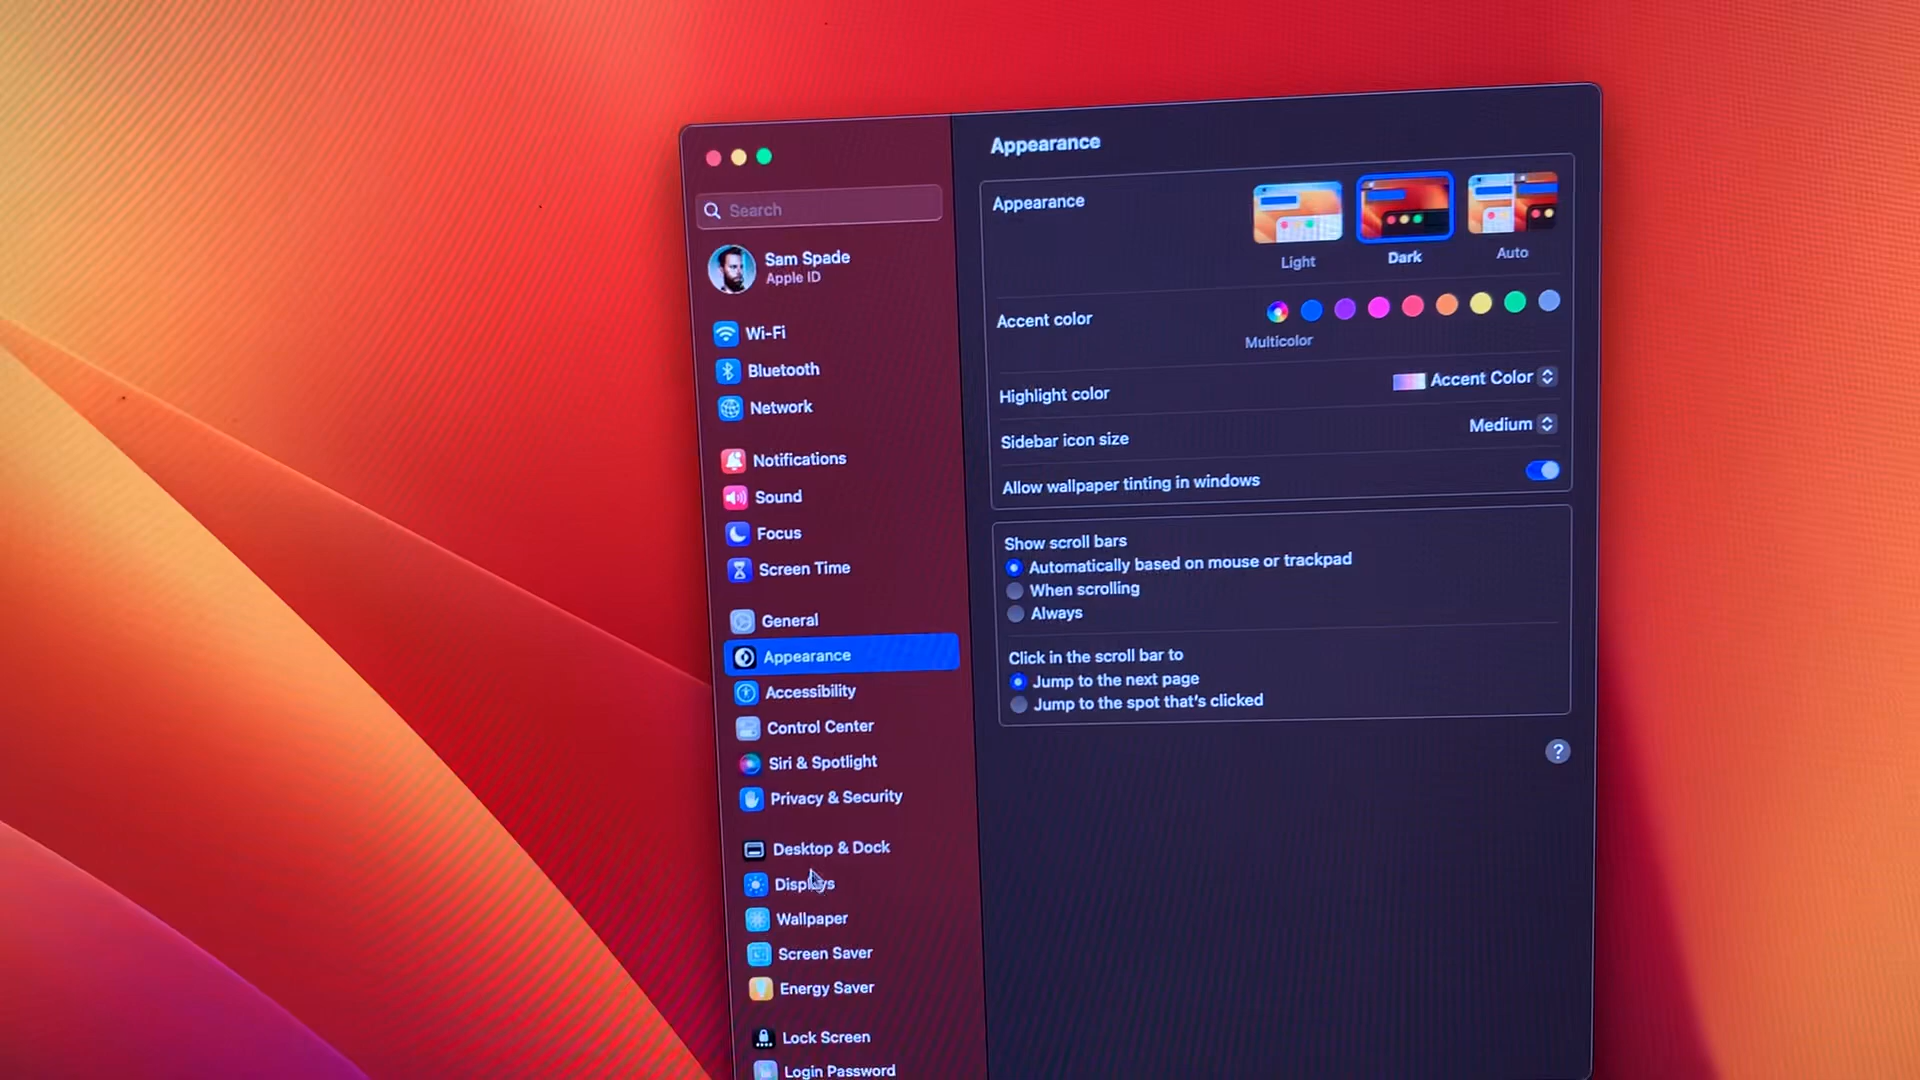 Search
Sam Spade
Apple ID
Wi-Fi
Bluetooth
Network
Notifications
Sound
Focus
Screen Time
General
Appearance
Accessibility
Control Center
Siri & Spotlight
Privacy & Security
Desktop & Dock
Displays
Wallpaper
Screen Saver
Energy Saver
Lock Screen
Login Password
Appearance
Appearance
Light
Dark
Auto
Accent color
Multicolor
Highlight color
Accent Color
Sidebar icon size
Medium
Allow wallpaper tinting in windows
Show scroll bars
Automatically based on mouse or trackpad
When scrolling
Always
Click in the scroll bar to
Jump to the next page
Jump to the spot that's clicked
?